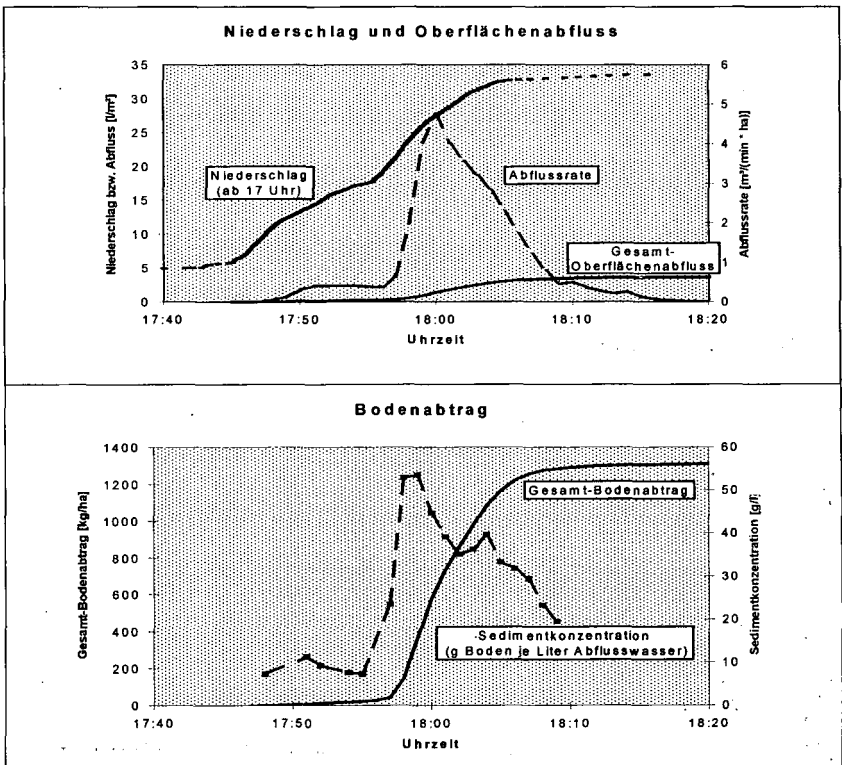 Niederschlag und Oberflächenabfluss
Niederschlag bzw. Abfluss [l/m²]
35
30
25
20
15
10
5
0
Niederschlag
(ab 17 Uhr)
Abflussrate
Gesamt-
Oberflächenabfluss
6
5
4
3
2
1
0
Abflussrate [m³/(min * ha)]
17:40
17:50
18:00
18:10
18:20
Uhrzeit
Bodenabtrag
Gesamt-Bodenabtrag [kg/ha]
1400
1200
1000
800
600
400
200
0
Gesamt-Bodenabtrag
Sedimentkonzentration
(g Boden je Liter Abflusswasser)
60
50
40
30
20
10
0
Sedimentkonzentration [g/l]
17:40
17:50
18:00
18:10
18:20
Uhrzeit